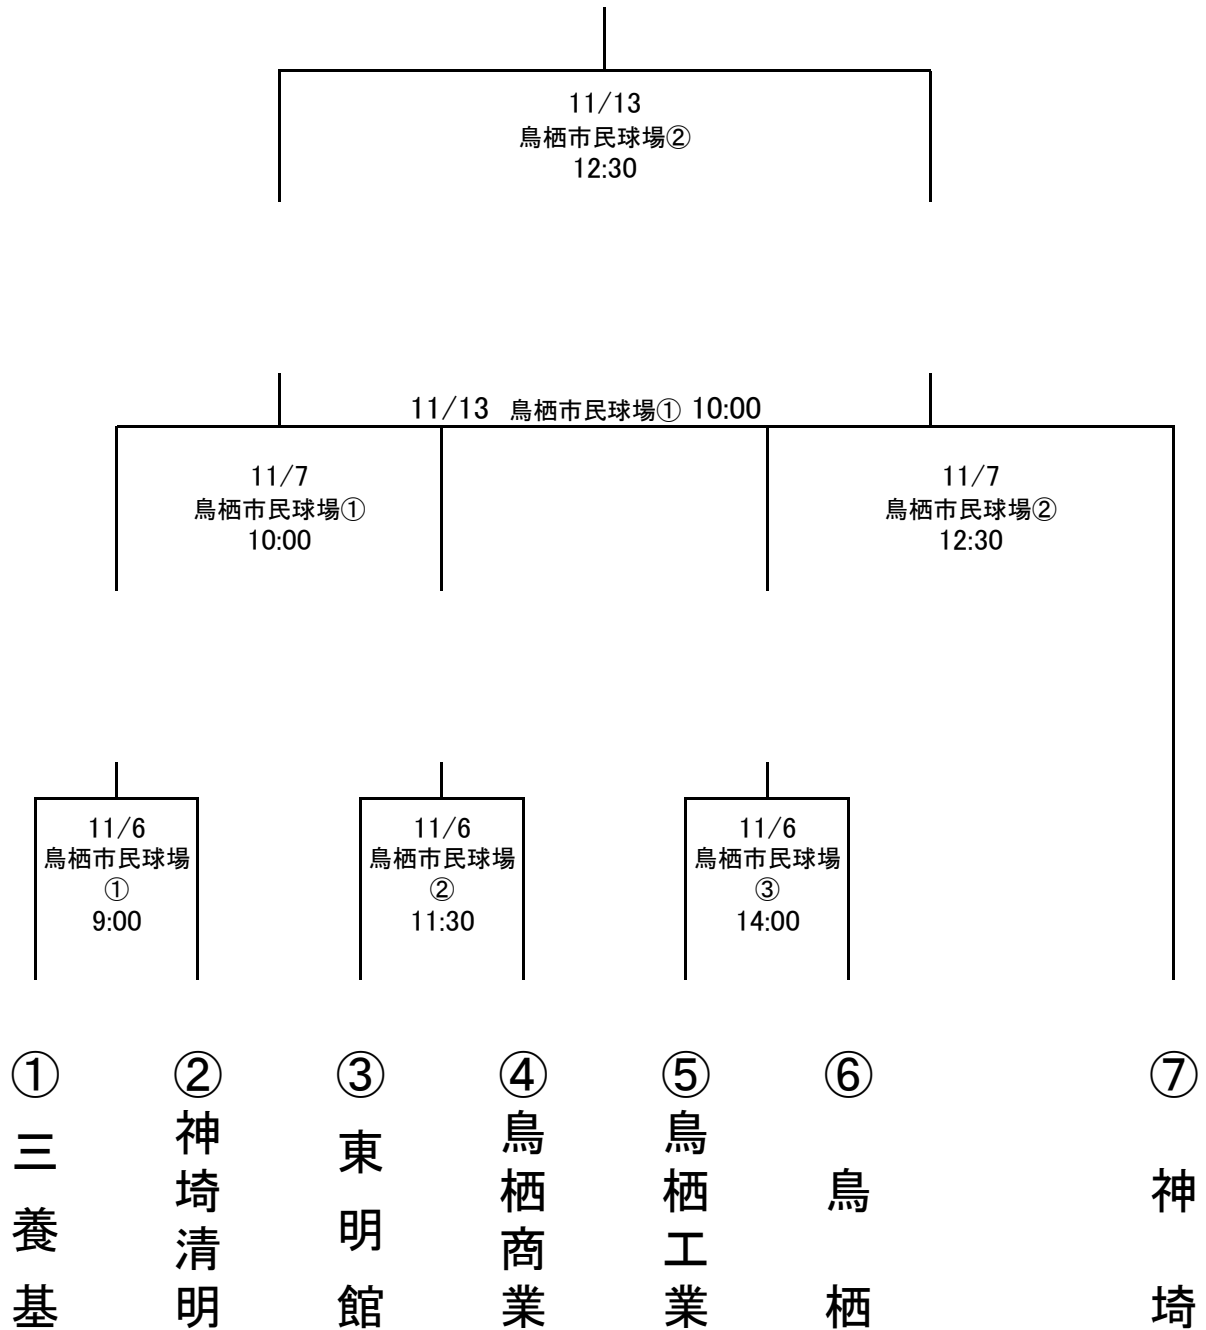 11/13
鳥栖市民球場②
12:30
11/13 鳥栖市民球場① 10:00
11/7
鳥栖市民球場①
10:00
11/7
鳥栖市民球場②
12:30
11/6
鳥栖市民球場
①
9:00
11/6
鳥栖市民球場
②
11:30
11/6
鳥栖市民球場
③
14:00
①
三養基
②
神埼清明
③
東明館
④
鳥栖商業
⑤
鳥栖工業
⑥
鳥栖
⑦
神埼